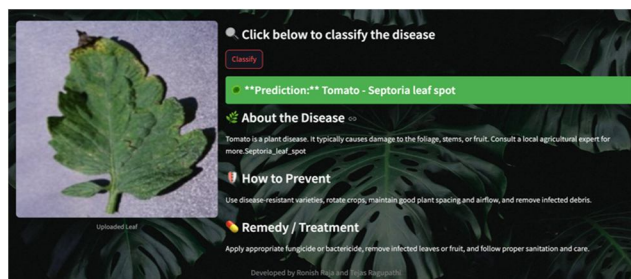 Click below to classify the disease
Classify
**Prediction:** Tomato - Septoria leaf spot
About the Disease
Tomato is a plant disease. It typically causes damage to the foliage, stems, or fruit. Consult a local agricultural expert for
more.Septoria_leaf_spot
How to Prevent
Use disease-resistant varieties, rotate crops, maintain good plant spacing and airflow, and remove infected debris.
Uploaded Leaf
Remedy / Treatment
Apply appropriate fungicide or bactericide, remove infected leaves or fruit, and follow proper sanitation and care.
Developed by Ronish Raja and Tejas Ragupathi.